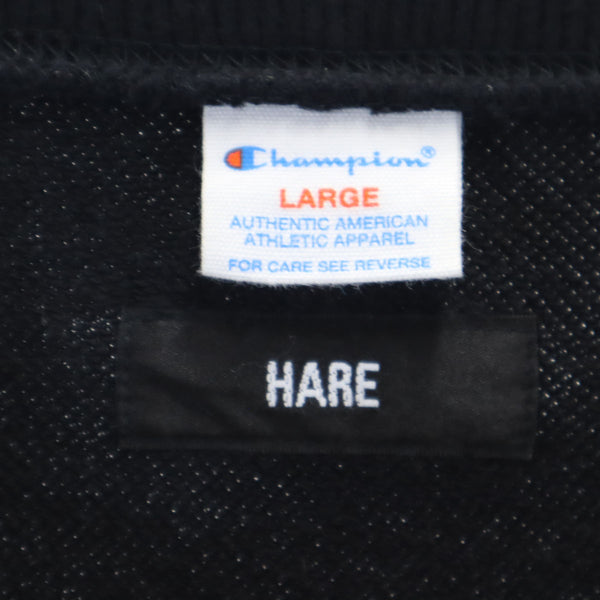 Champion®
LARGE
AUTHENTIC AMERICAN
ATHLETIC APPAREL
FOR CARE SEE REVERSE
HARE